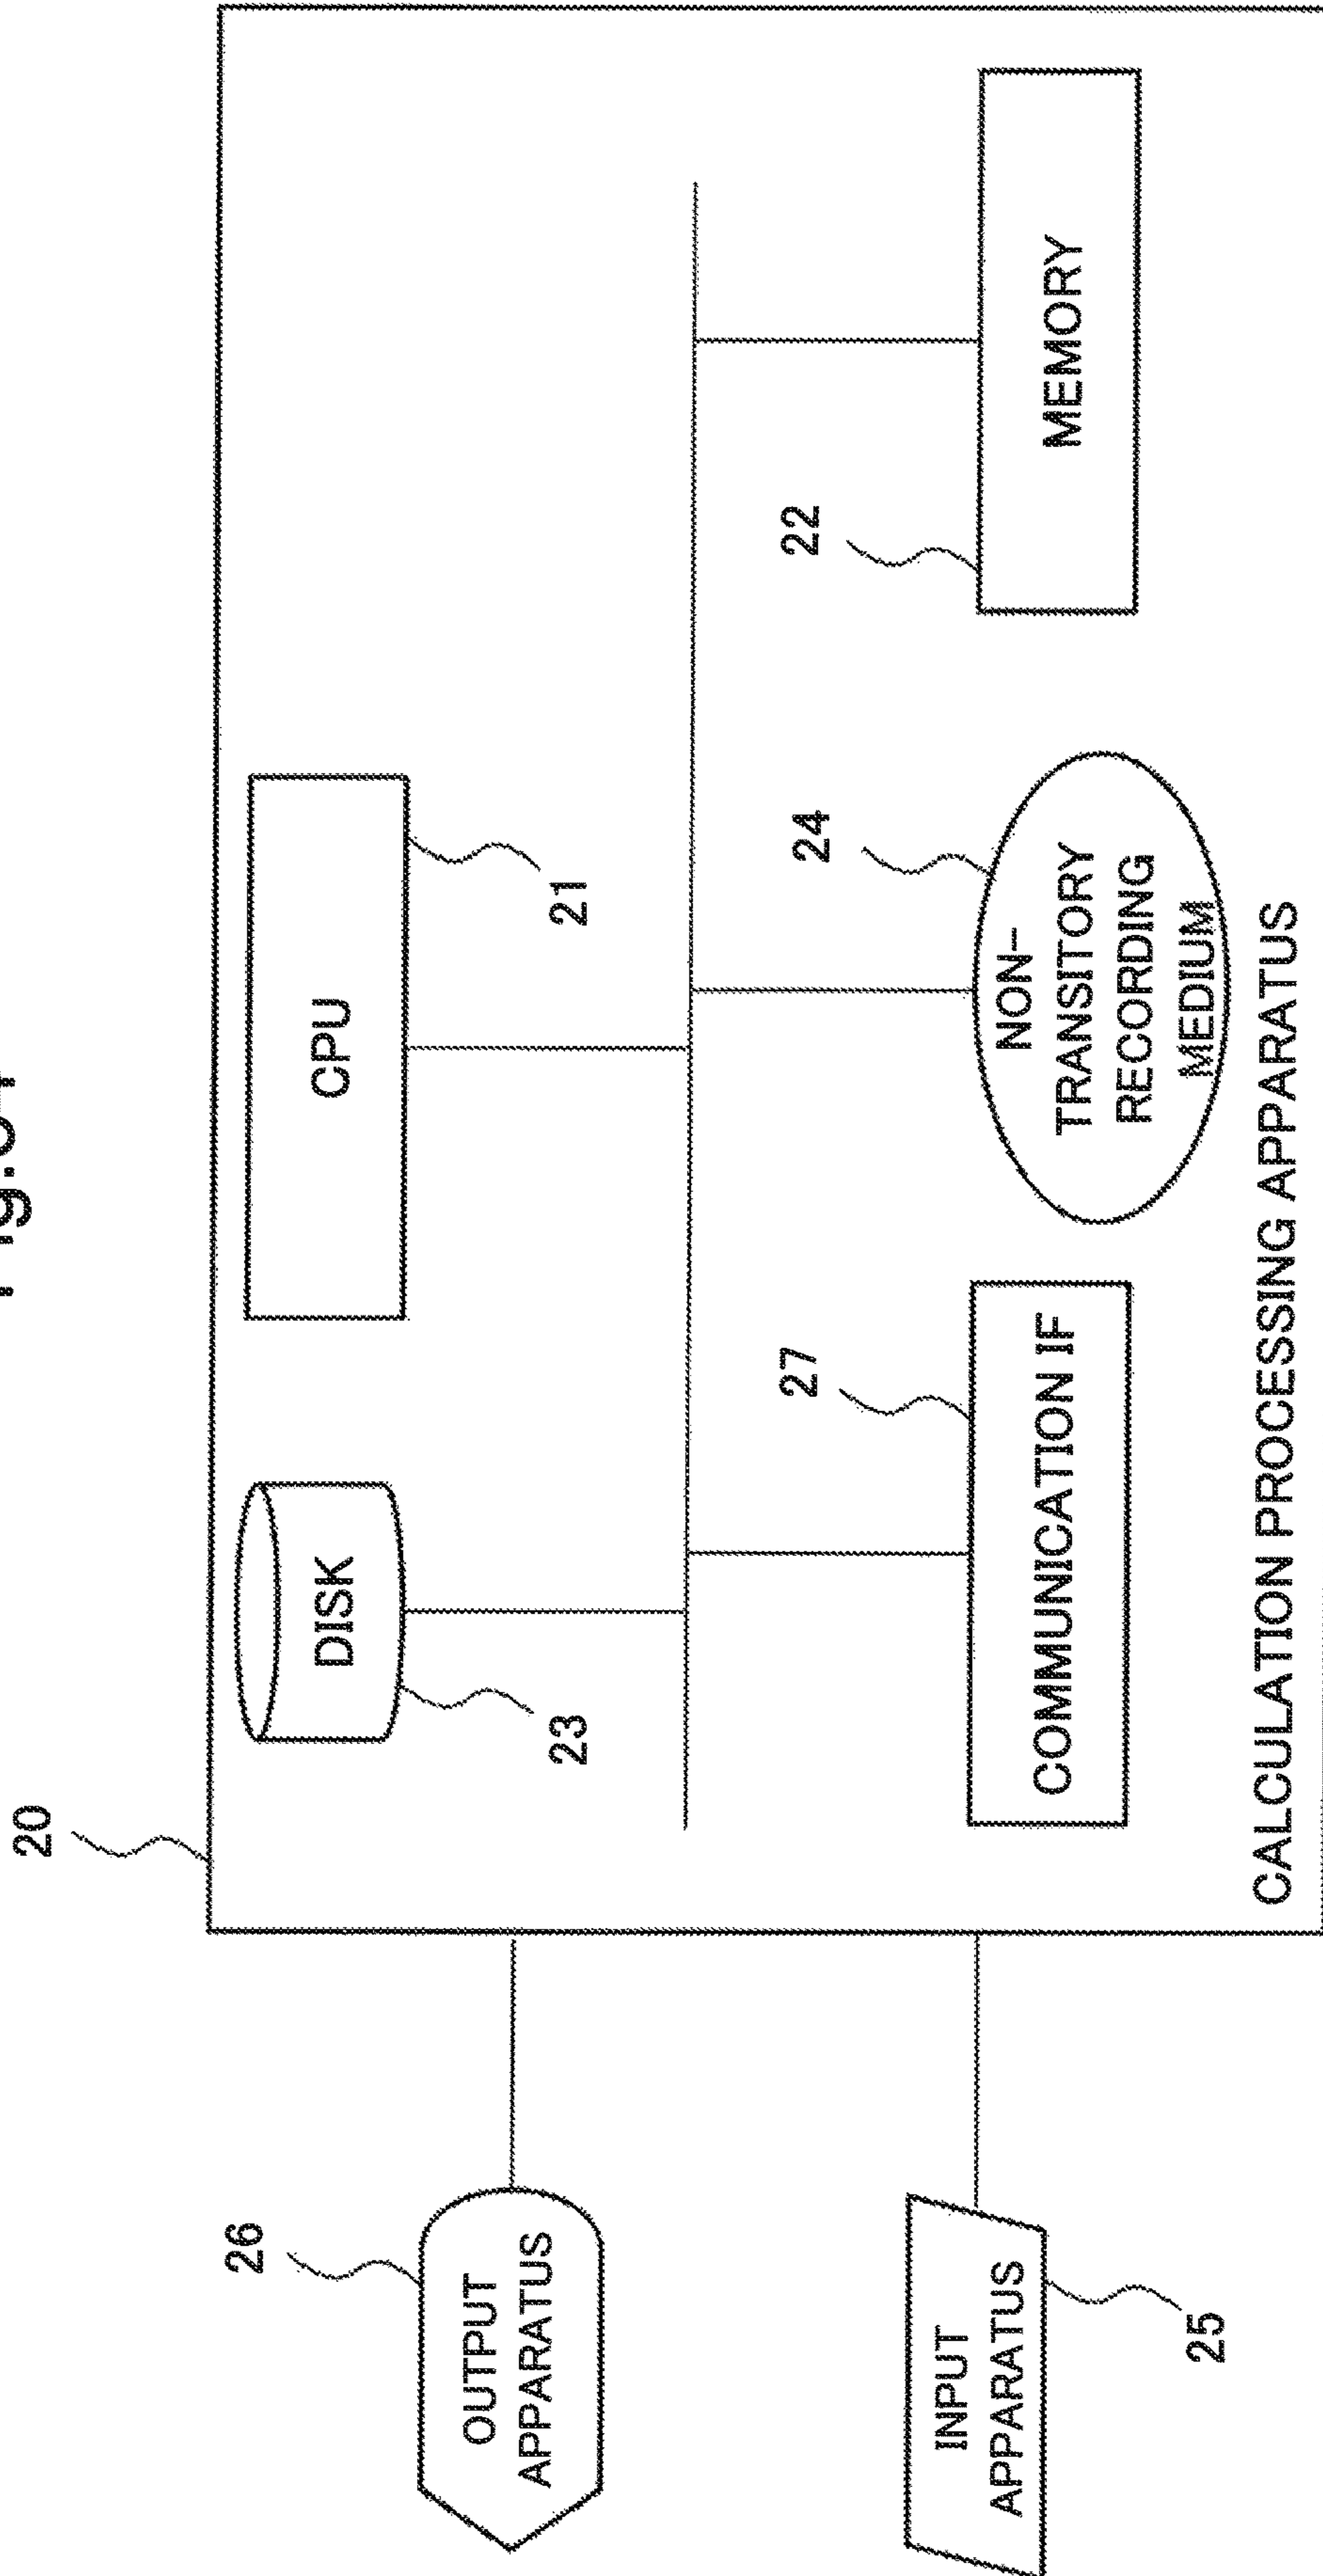 20
26
OUTPUT
APPARATUS
INPUT
APPARATUS
25
DISK
23
CPU
21
27
COMMUNICATION IF
24
NON-
TRANSITORY
RECORDING
MEDIUM
22
MEMORY
CALCULATION PROCESSING APPARATUS